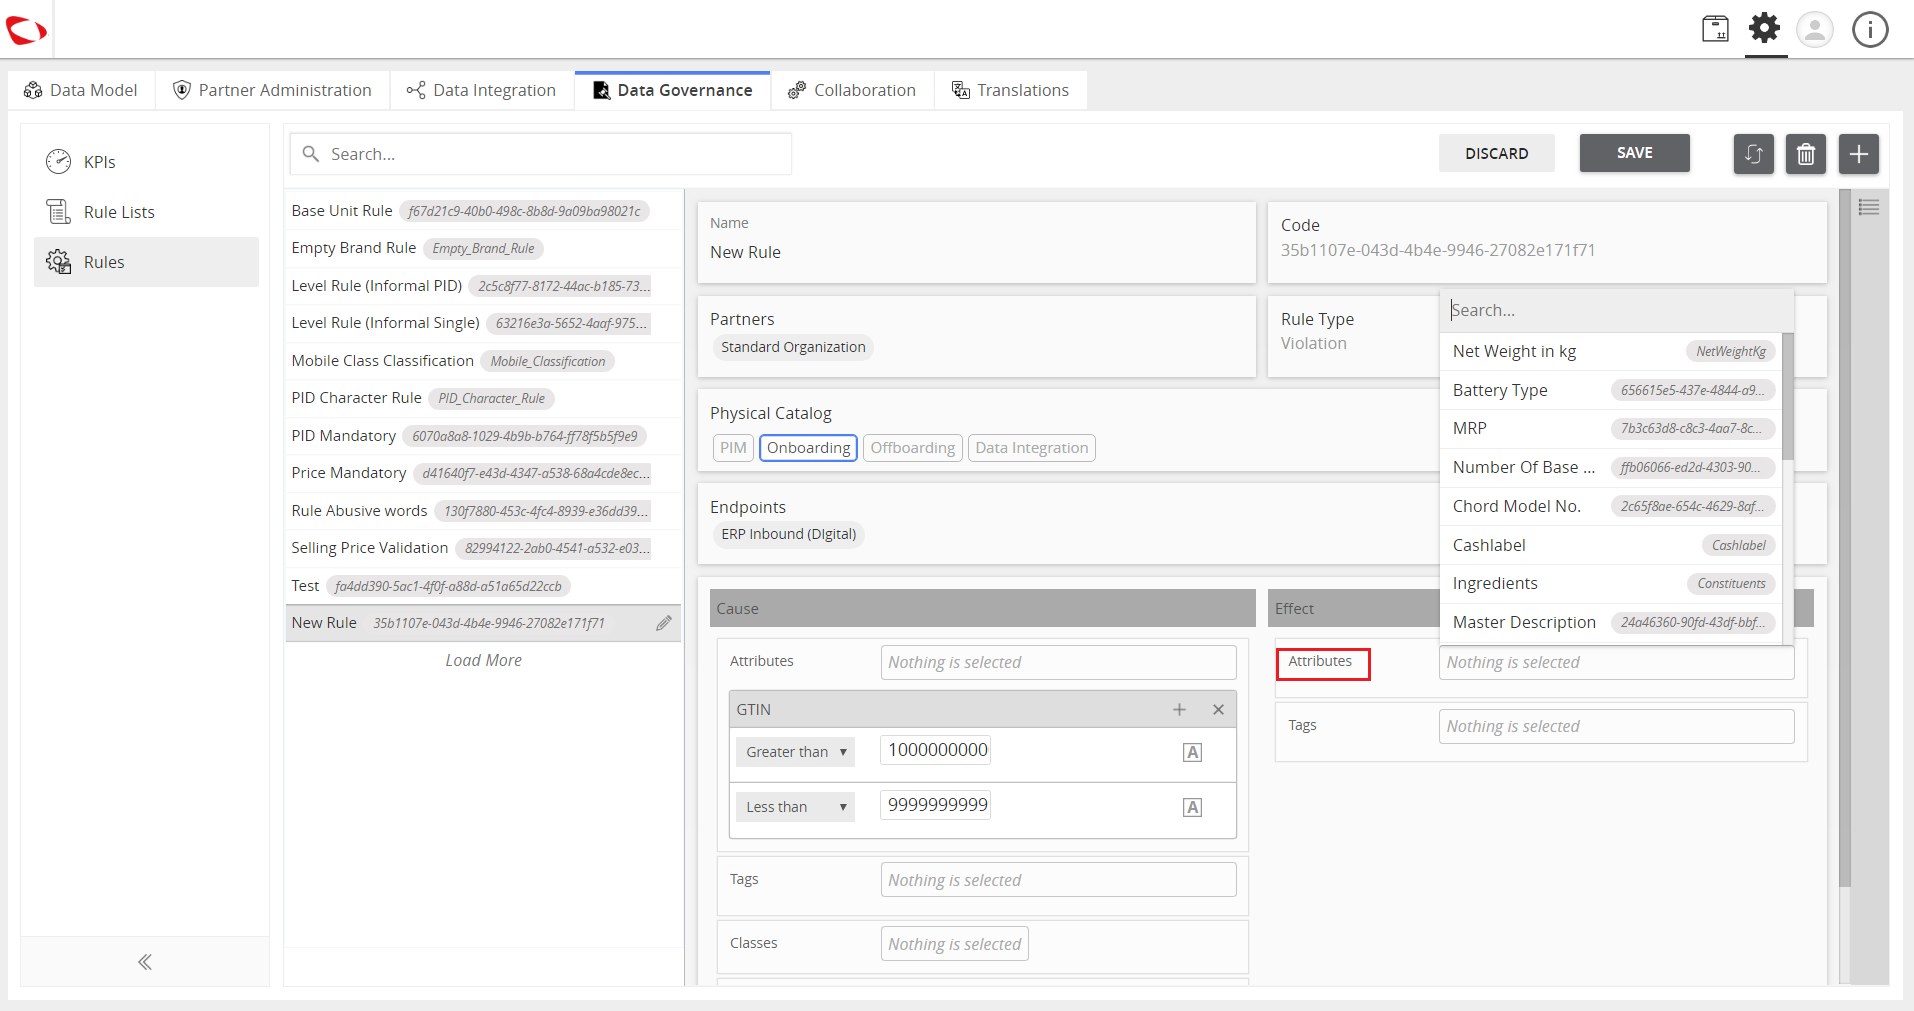 Data Model
Partner Administration
Data Integration
Data Governance
Collaboration
Translations
KPIs
Rule Lists
Rules
Search...
DISCARD
SAVE
Base Unit Rule f67d21c9-40b0-498c-8b8d-9a09ba98021c
Empty Brand Rule Empty_Brand_Rule
Level Rule (Informal PID) 2c5c8f77-8172-44ac-b185-73...
Level Rule (Informal Single) 63216e3a-5652-4aaf-975...
Mobile Class Classification Mobile_Classification
PID Character Rule PID_Character_Rule
PID Mandatory 6070a8a8-1029-4b9b-b764-ff78f5b5f9e9
Price Mandatory d41640f7-e43d-4347-a538-68a4cde8ec...
Rule Abusive words 130f7880-453c-4fc4-8939-e36dd39...
Selling Price Validation 82994122-2ab0-4541-a532-e03...
Test fa4dd390-5ac1-4f0f-a88d-a51a65d22ccb
New Rule 35b1107e-043d-4b4e-9946-27082e171f71
Load More
Name
New Rule
Code
35b1107e-043d-4b4e-9946-27082e171f71
Partners
Standard Organization
Rule Type
Violation
Physical Catalog
PIM Onboarding Offboarding Data Integration
Endpoints
ERP Inbound (DIgital)
Search...
Net Weight in kg NetWeightKg
Battery Type 656615e5-437e-4844-a9...
MRP 7b3c63d8-c8c3-4aa7-8c...
Number Of Base ... ffb06066-ed2d-4303-90...
Chord Model No. 2c65f8ae-654c-4629-8af...
Cashlabel Cashlabel
Ingredients Constituents
Master Description 24a46360-90fd-43df-bbf...
Cause
Attributes Nothing is selected
GTIN
Greater than 1000000000
A
Less than 9999999999
A
Tags Nothing is selected
Classes Nothing is selected
Effect
Attributes Nothing is selected
Tags Nothing is selected